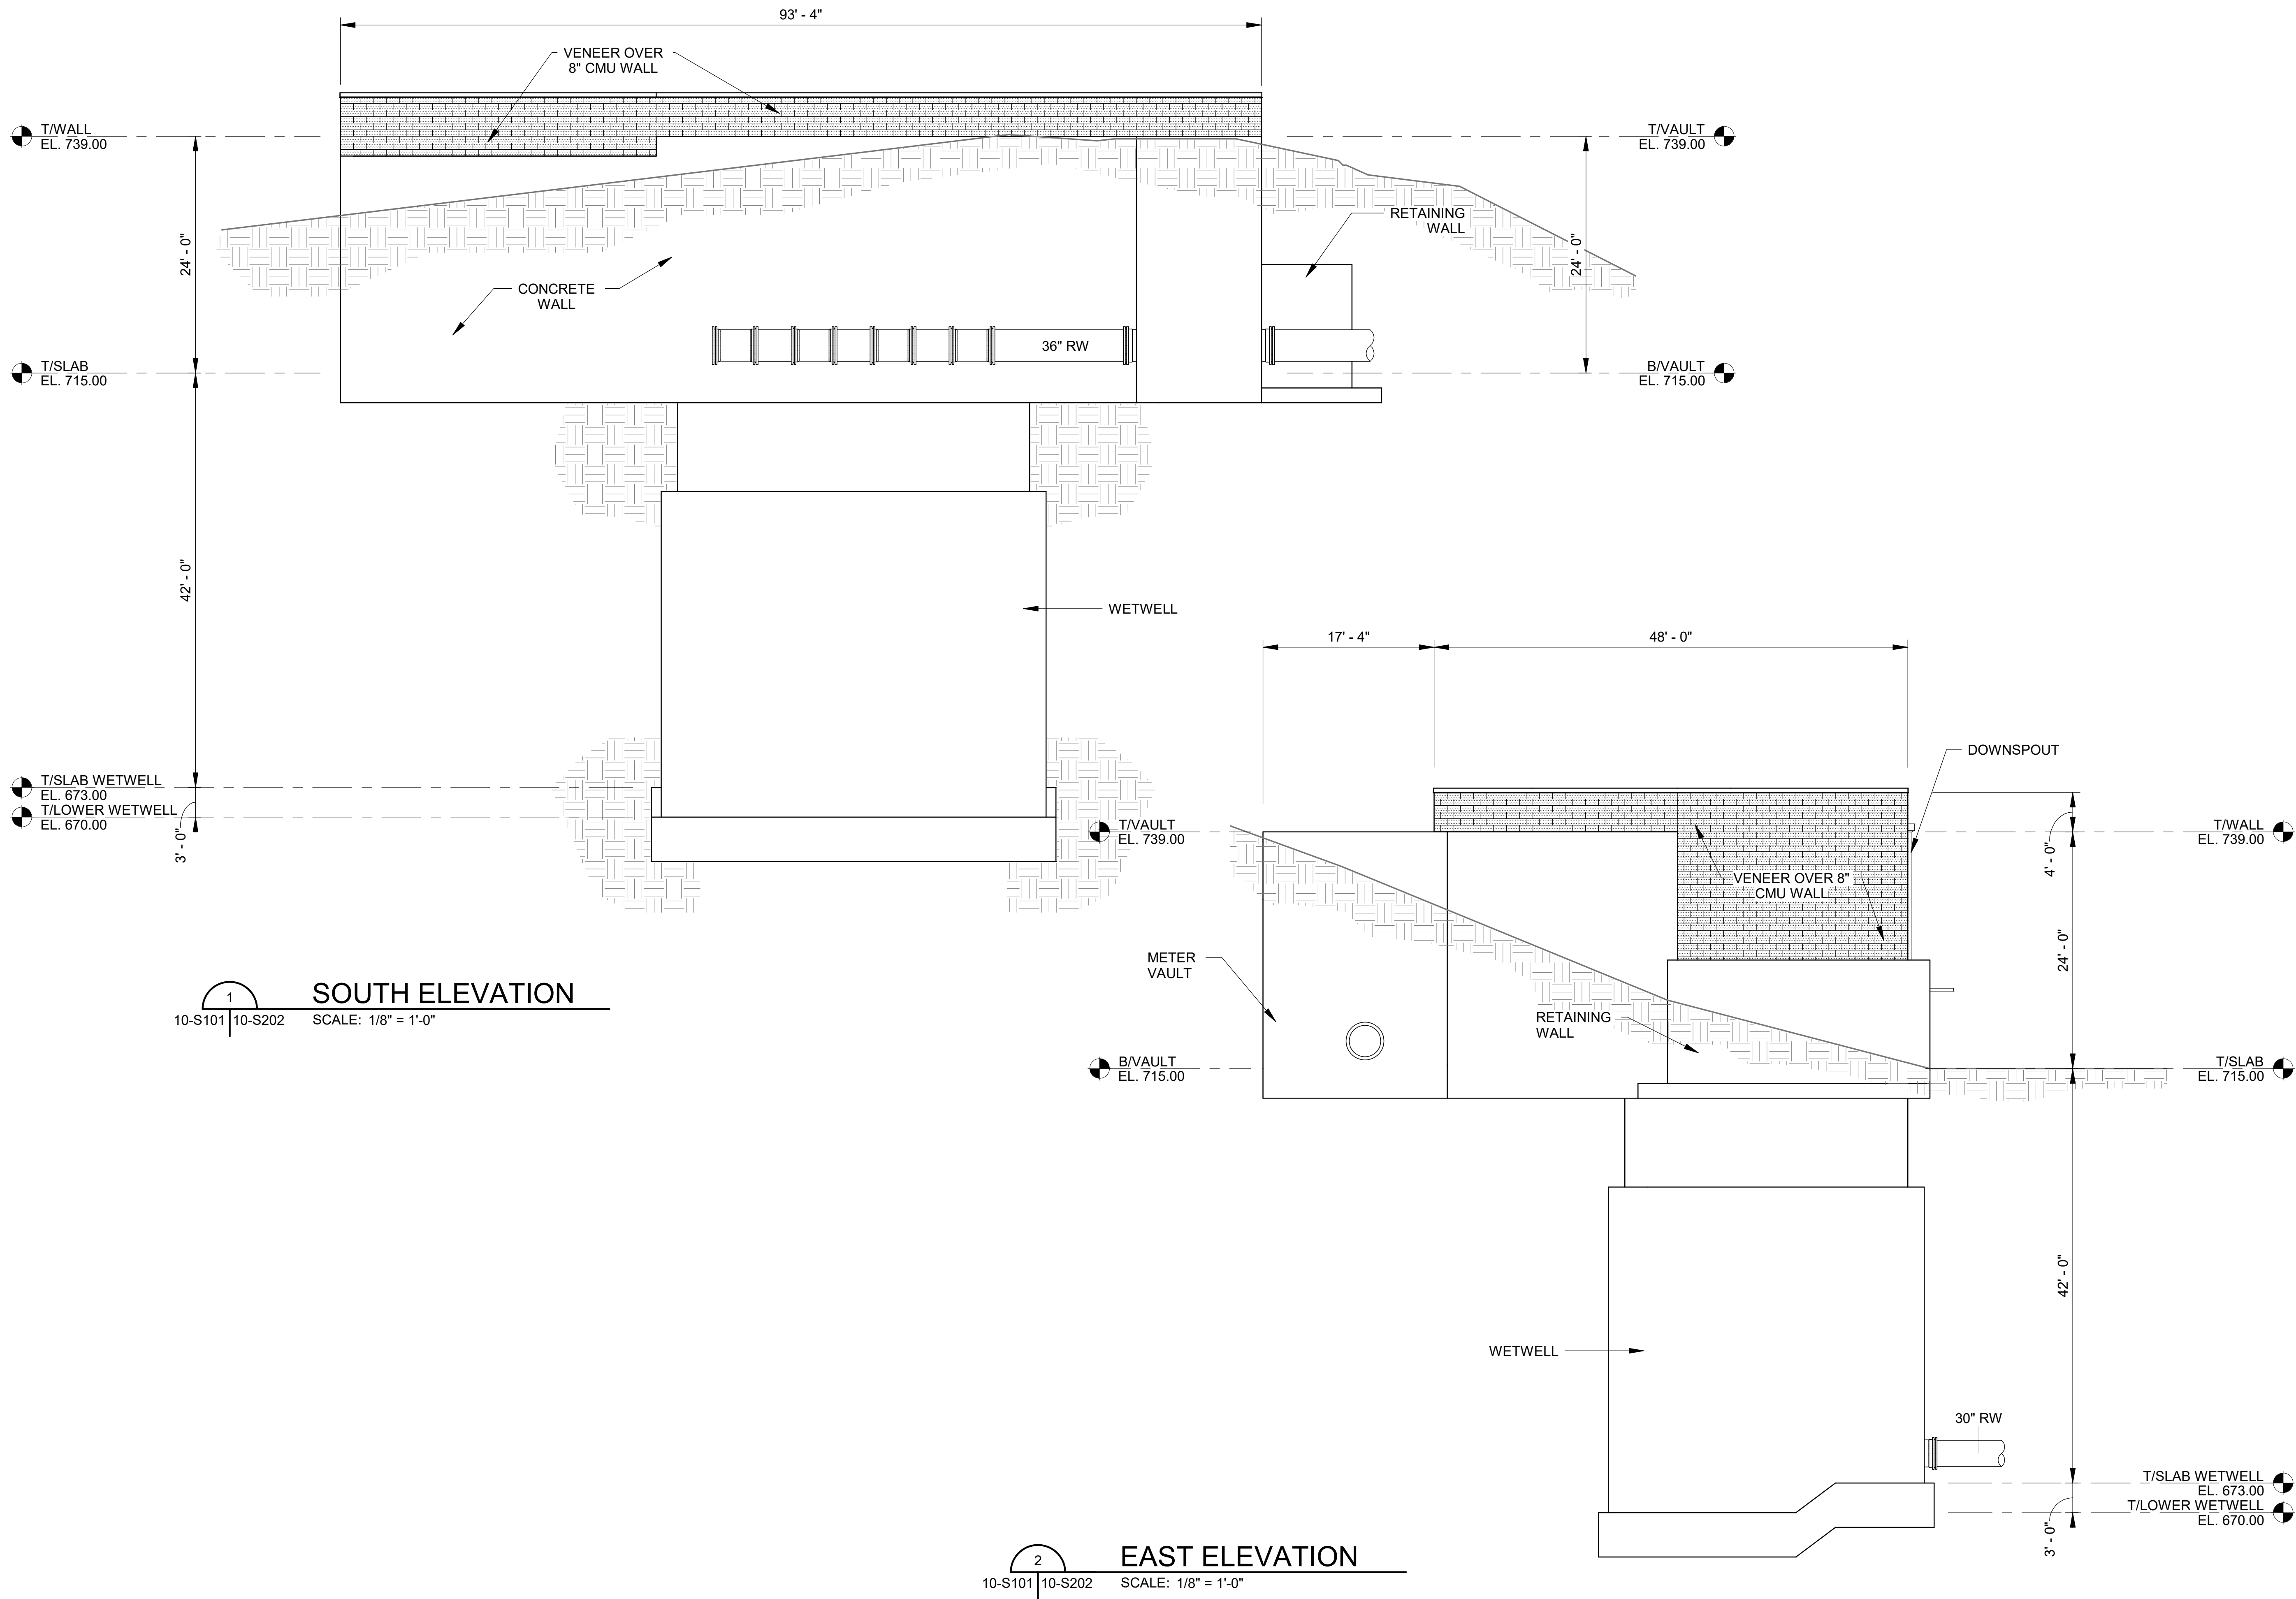 93' - 4"
VENEER OVER
8" CMU WALL
T/WALL
EL. 739.00
T/VAULT
EL. 739.00
24' - 0"
RETAINING
WALL
24' - 0"
CONCRETE
WALL
36" RW
T/SLAB
EL. 715.00
B/VAULT
EL. 715.00
42' - 0"
WETWELL
T/SLAB WETWELL
EL. 673.00
T/LOWER WETWELL
EL. 670.00
3' - 0"
1
SOUTH ELEVATION
10-S101 10-S202
SCALE: 1/8" = 1'-0"
17' - 4"
48' - 0"
DOWNSPOUT
T/VAULT
EL. 739.00
T/WALL
EL. 739.00
4' - 0"
VENEER OVER 8"
CMU WALL
24' - 0"
METER
VAULT
RETAINING
WALL
B/VAULT
EL. 715.00
T/SLAB
EL. 715.00
42' - 0"
WETWELL
30" RW
T/SLAB WETWELL
EL. 673.00
T/LOWER WETWELL
EL. 670.00
3' - 0"
2
EAST ELEVATION
10-S101 10-S202
SCALE: 1/8" = 1'-0"